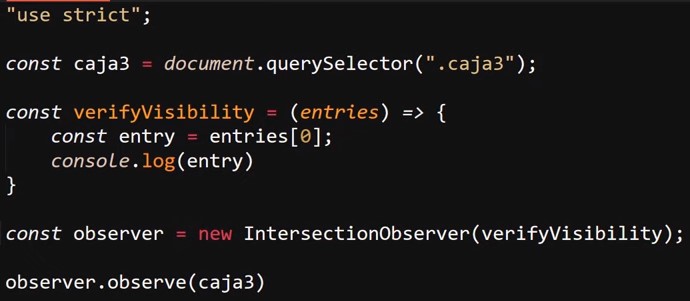 "use strict";
const caja3 = document.querySelector(".caja3");
const verifyVisibility = (entries) => {
    const entry = entries[0];
    console.log(entry)
}
const observer = new IntersectionObserver(verifyVisibility);
observer.observe(caja3)